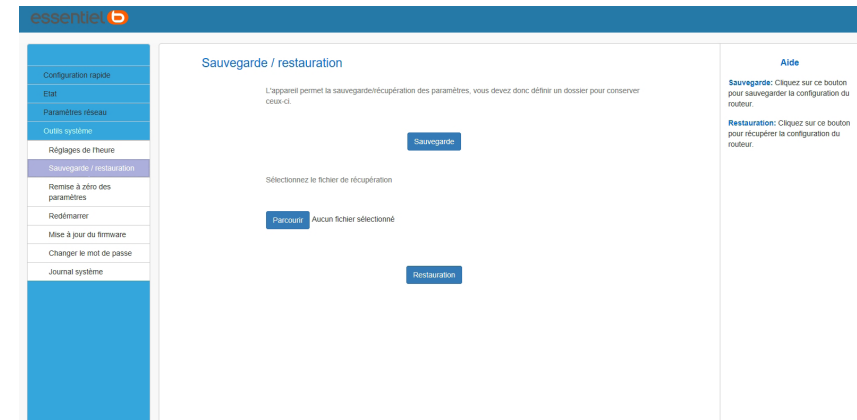 essentiel b
Configuration rapide
Etat
Paramètres réseau
Outils système
Réglages de l'heure
Sauvegarde / restauration
Remise à zéro des
paramètres
Redémarrer
Mise à jour du firmware
Changer le mot de passe
Journal système
Sauvegarde / restauration
L'appareil permet la sauvegarde/récupération des paramètres, vous devez donc définir un dossier pour conserver
ceux-ci.
Sauvegarde
Sélectionnez le fichier de récupération
Parcourir Aucun fichier sélectionné
Restauration
Aide
Sauvegarde: Cliquez sur ce bouton
pour sauvegarder la configuration du
routeur.
Restauration: Cliquez sur ce bouton
pour récupérer la configuration du
routeur.